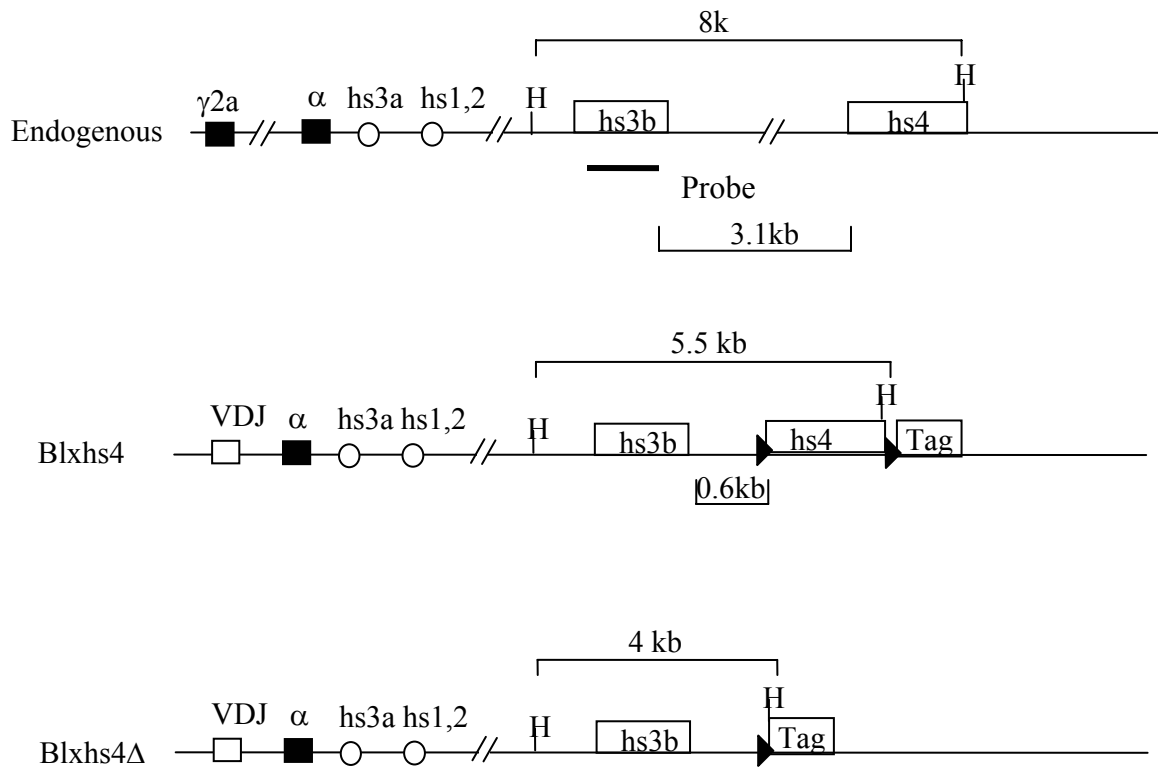 8k
H
γ2a α hs3a hs1,2 H
Endogenous hs3b hs4
Probe
3.1kb
5.5 kb
H
VDJ α hs3a hs1,2 H
Blxhs4 hs3b hs4 Tag
0.6kb
4 kb
H
VDJ α hs3a hs1,2 H
Blxhs4Δ hs3b Tag